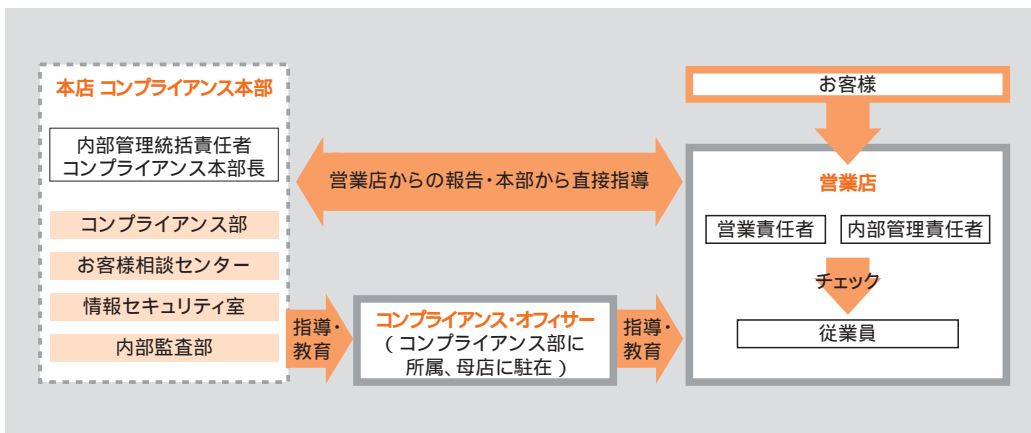 本店 コンプライアンス本部
内部管理統括責任者
コンプライアンス本部長
コンプライアンス部
お客様相談センター
情報セキュリティ室
内部監査部
営業店からの報告・本部から直接指導
指導・
教育
コンプライアンス・オフィサー
(コンプライアンス部に
所属、母店に駐在)
指導・
教育
お客様
営業店
営業責任者
内部管理責任者
チェック
従業員